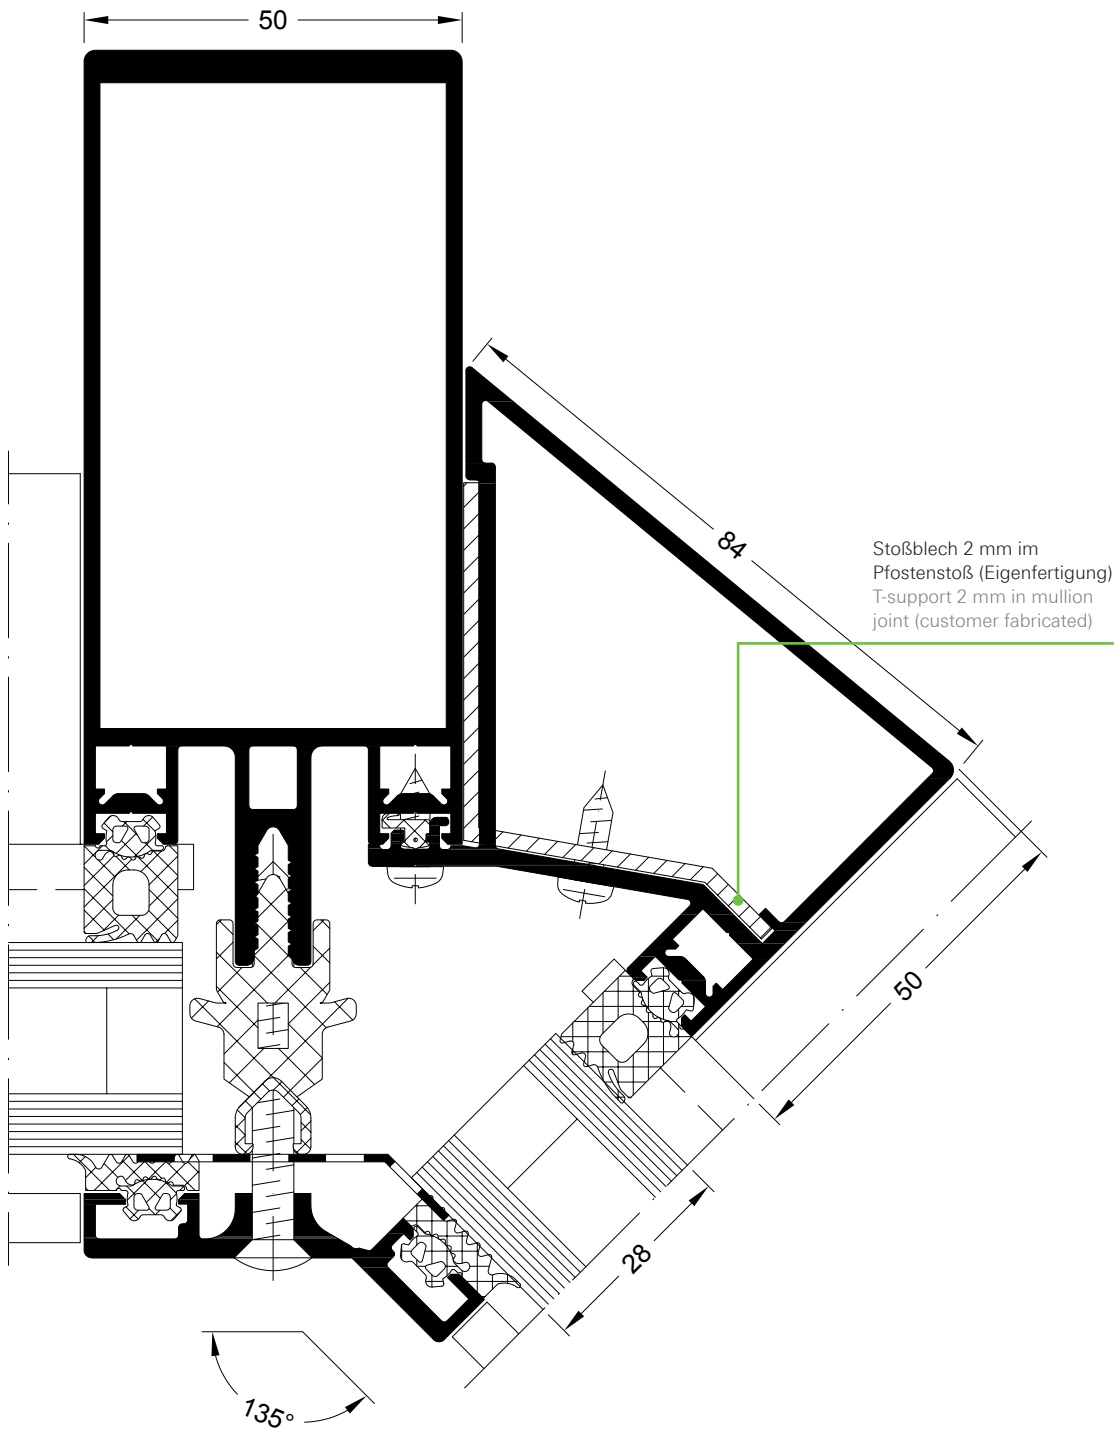 50
84
Stoßblech 2 mm im
Pfostenstoß (Eigenfertigung)
T-support 2 mm in mullion
joint (customer fabricated)
50
28
135°